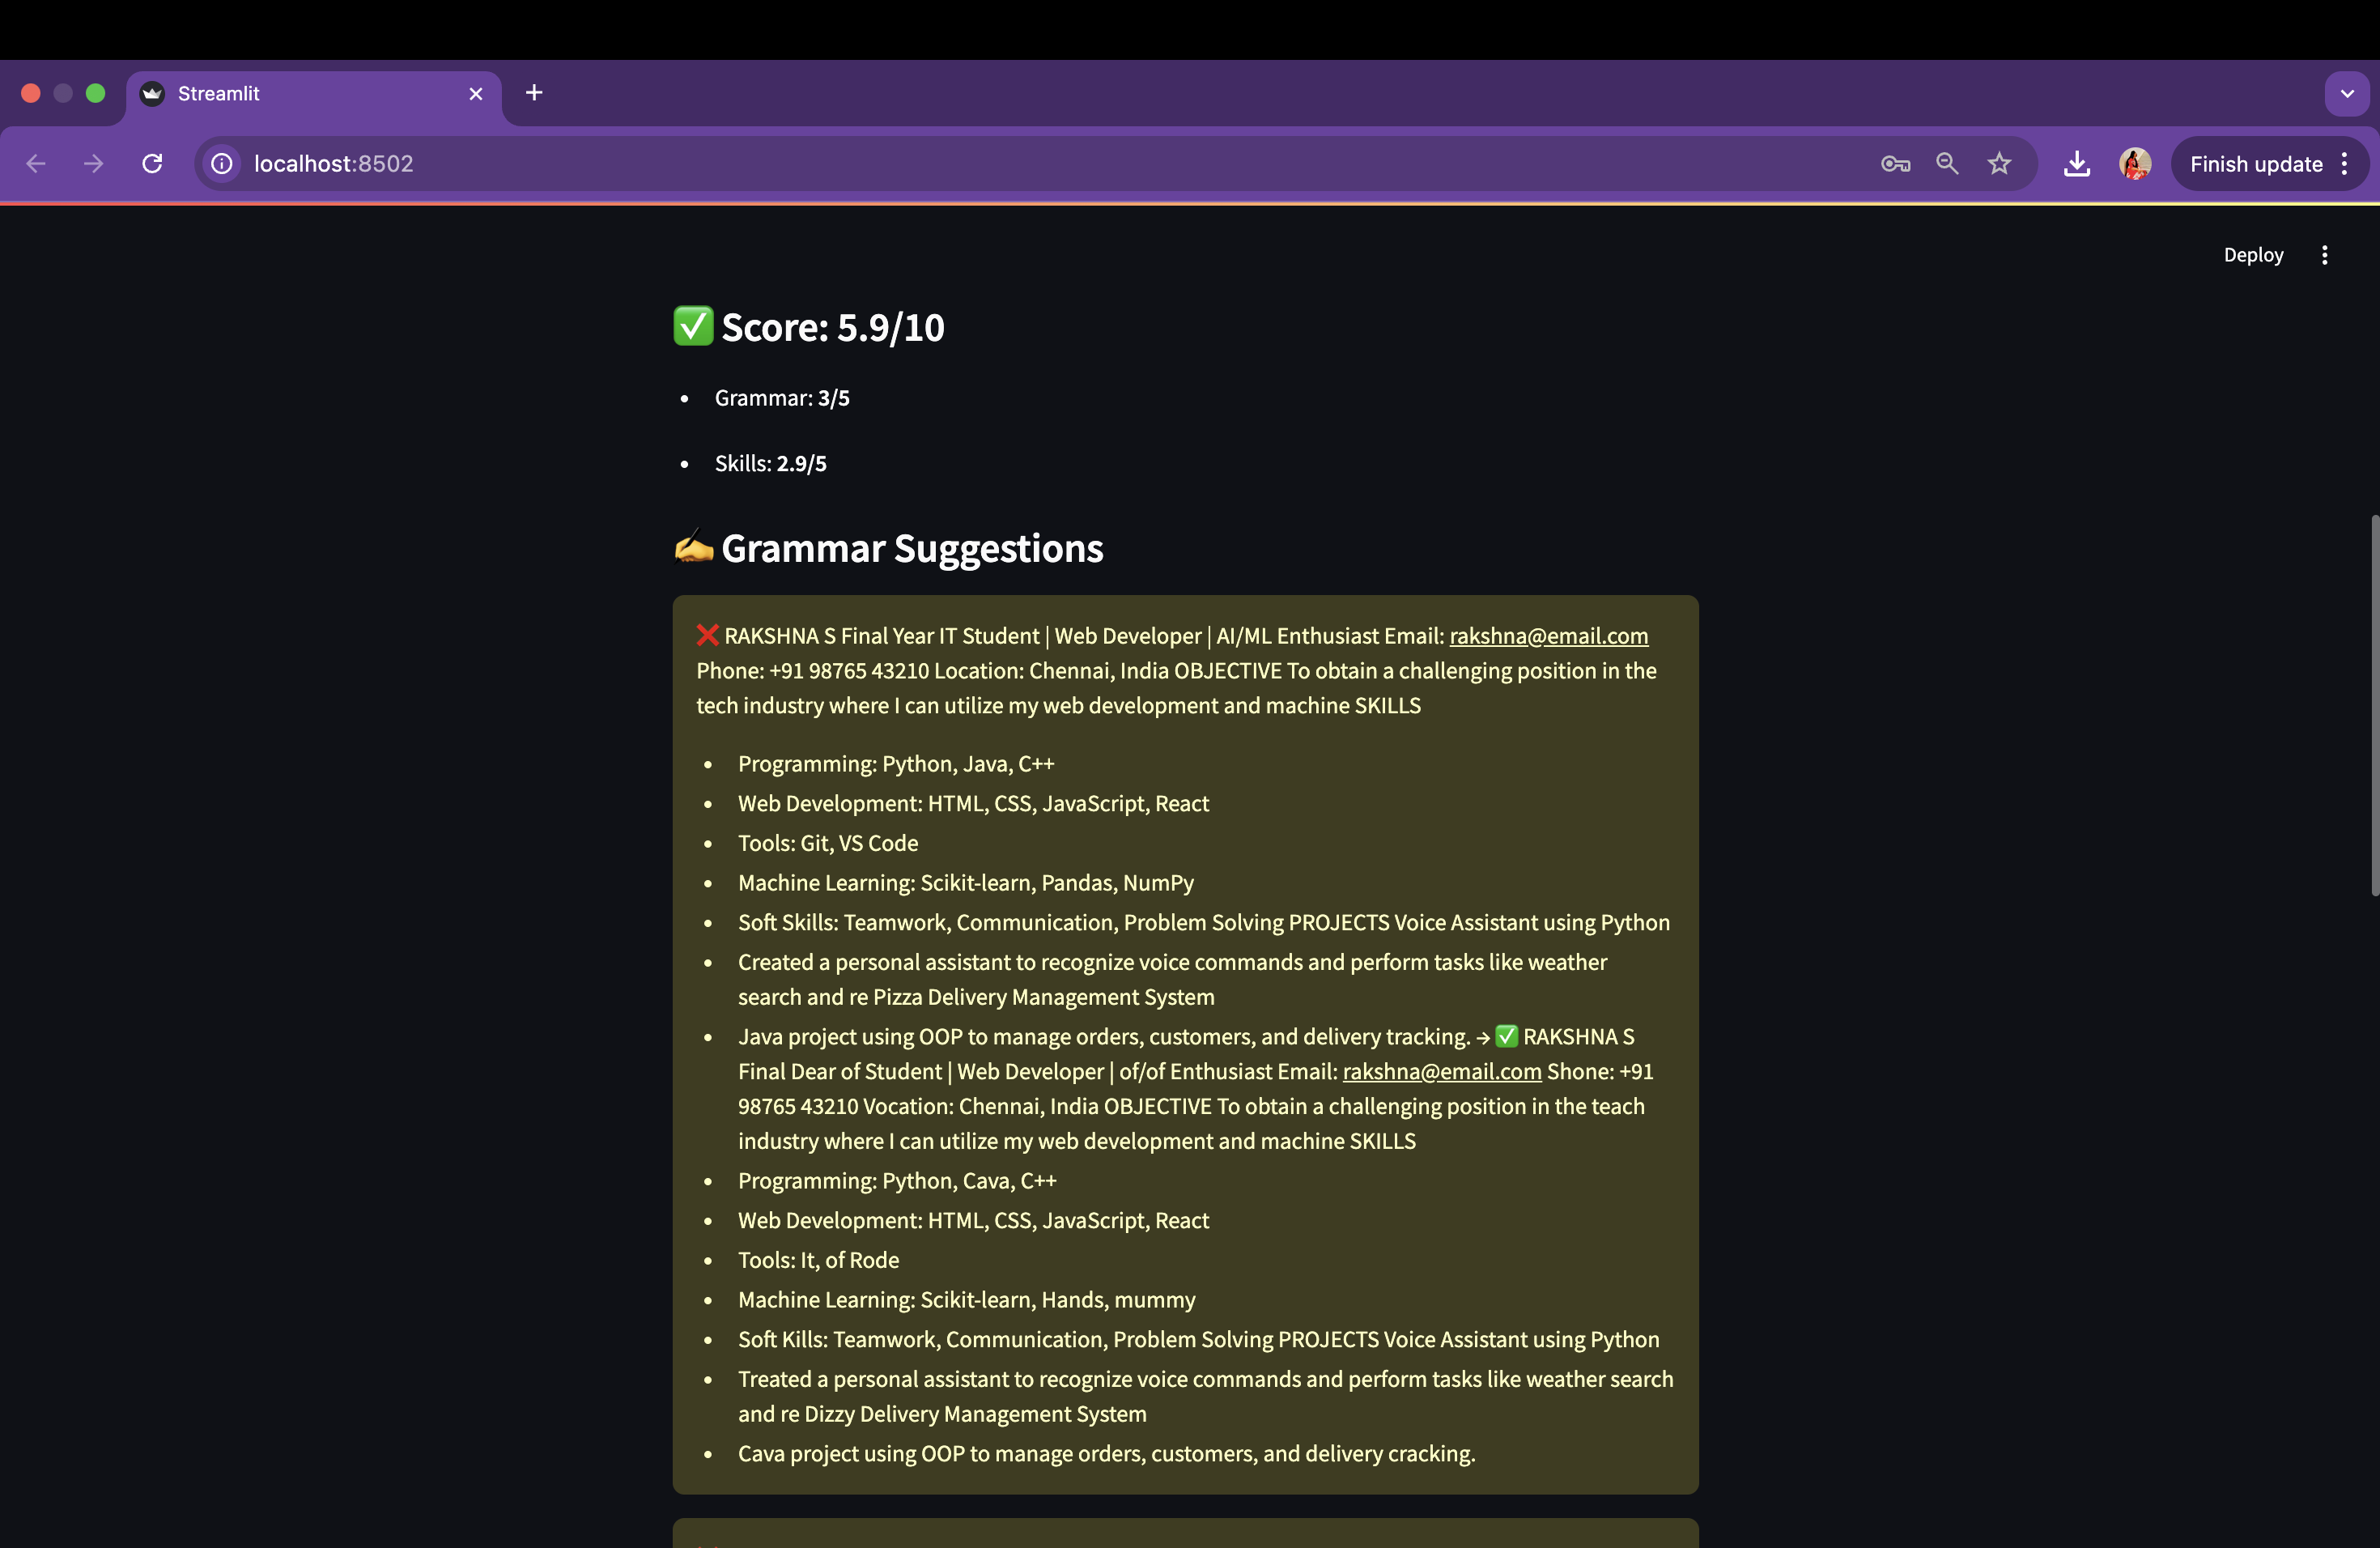 Streamlit
localhost:8502
Finish update
Deploy
✅ Score: 5.9/10
• Grammar: 3/5
• Skills: 2.9/5
✍️ Grammar Suggestions
❌ RAKSHNA S Final Year IT Student | Web Developer | AI/ML Enthusiast Email: rakshna@email.com
Phone: +91 98765 43210 Location: Chennai, India OBJECTIVE To obtain a challenging position in the
tech industry where I can utilize my web development and machine SKILLS
• Programming: Python, Java, C++
• Web Development: HTML, CSS, JavaScript, React
• Tools: Git, VS Code
• Machine Learning: Scikit-learn, Pandas, NumPy
• Soft Skills: Teamwork, Communication, Problem Solving PROJECTS Voice Assistant using Python
• Created a personal assistant to recognize voice commands and perform tasks like weather
search and re Pizza Delivery Management System
• Java project using OOP to manage orders, customers, and delivery tracking. → ✅ RAKSHNA S
Final Dear of Student | Web Developer | of/of Enthusiast Email: rakshna@email.com Shone: +91
98765 43210 Vocation: Chennai, India OBJECTIVE To obtain a challenging position in the teach
industry where I can utilize my web development and machine SKILLS
• Programming: Python, Cava, C++
• Web Development: HTML, CSS, JavaScript, React
• Tools: It, of Rode
• Machine Learning: Scikit-learn, Hands, mummy
• Soft Kills: Teamwork, Communication, Problem Solving PROJECTS Voice Assistant using Python
• Treated a personal assistant to recognize voice commands and perform tasks like weather search
and re Dizzy Delivery Management System
• Cava project using OOP to manage orders, customers, and delivery cracking.